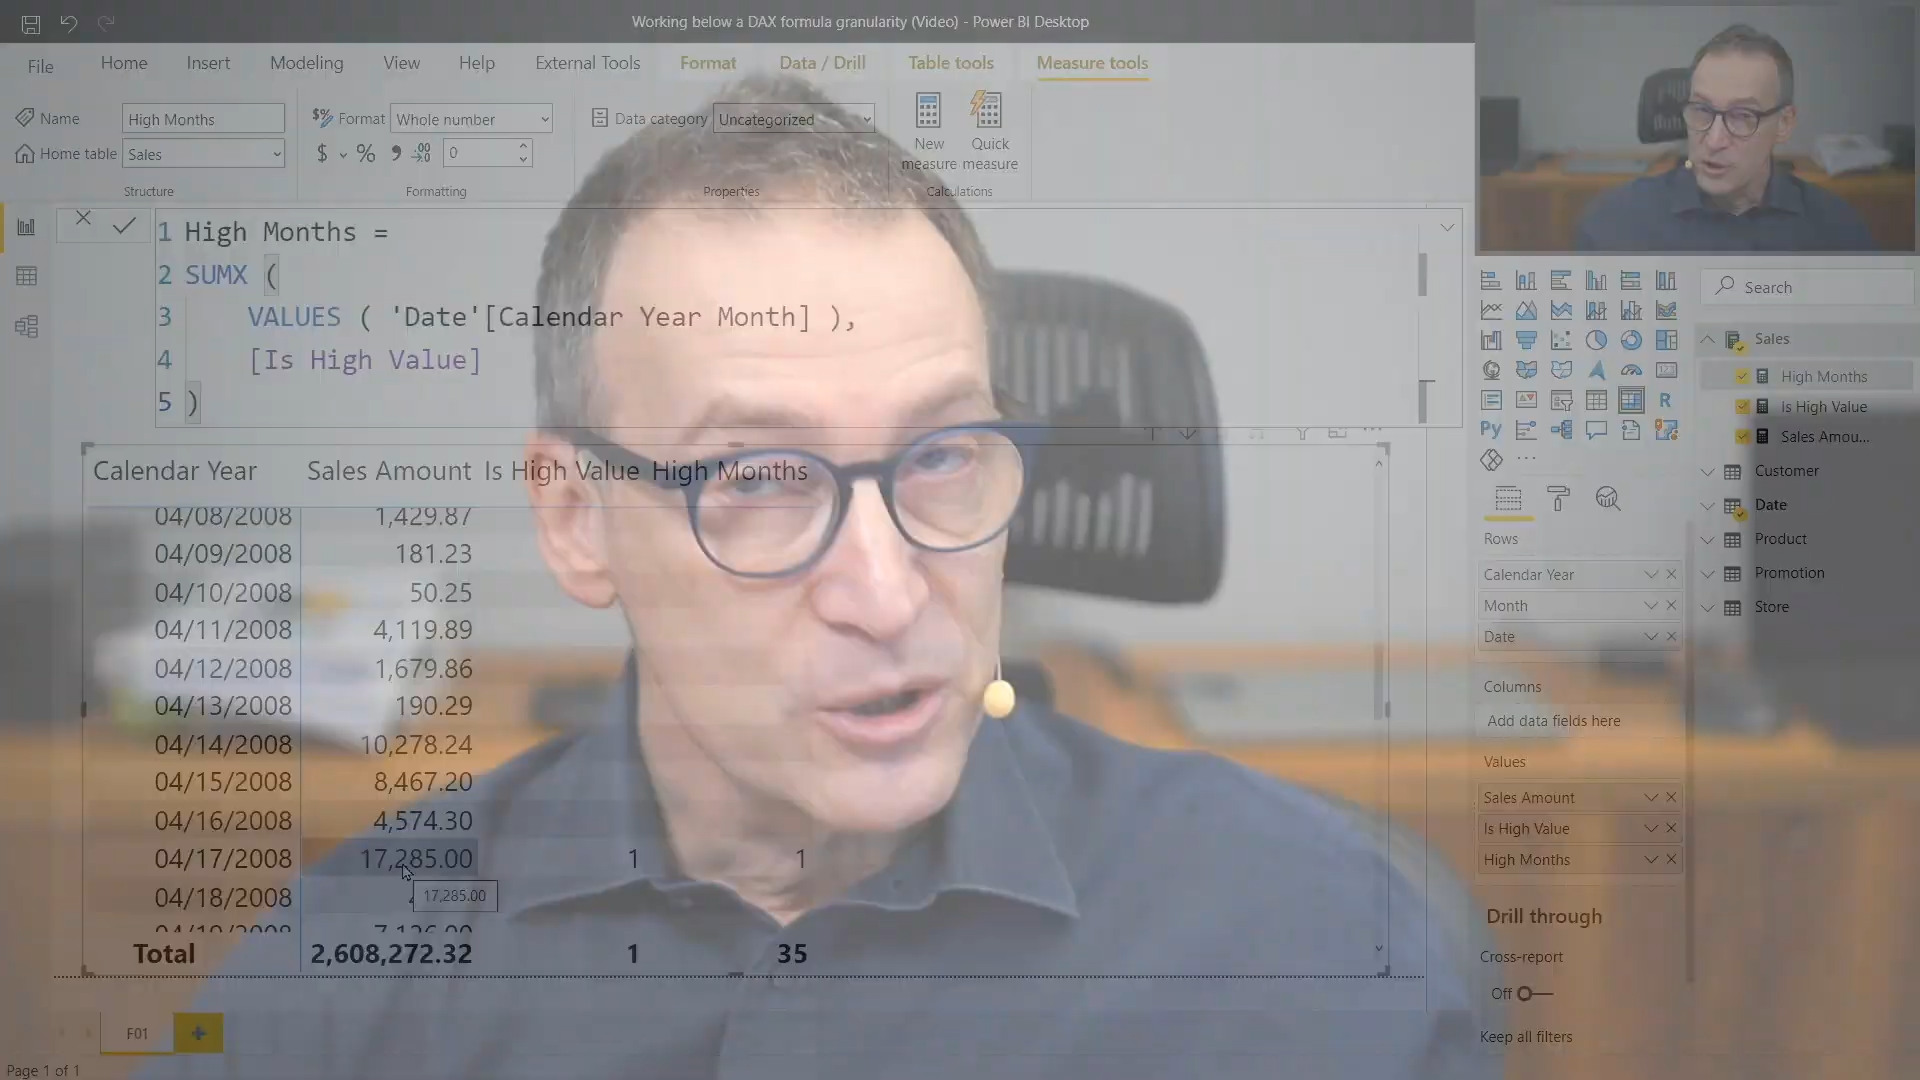 Working below a DAX formula granularity (Video) - Power BI Desktop
File Home Insert Modeling View Help External Tools Format Data / Drill Table tools Measure tools
Name High Months
Format Whole number
Data category Uncategorized
Home table Sales
$ % 0
New measure
Quick measure
Structure Formatting Properties Calculations
1 High Months =
2 SUMX (
3 VALUES ( 'Date'[Calendar Year Month] ),
4 [Is High Value]
5 )
Calendar Year Sales Amount Is High Value High Months
04/08/2008 1,429.87
04/09/2008 181.23
04/10/2008 50.25
04/11/2008 4,119.89
04/12/2008 1,679.86
04/13/2008 190.29
04/14/2008 10,278.24
04/15/2008 8,467.20
04/16/2008 4,574.30
04/17/2008 17,285.00 1 1
04/18/2008
17,285.00
Total 2,608,272.32 1 35
F01
Page 1 of 1
R
Py
Rows
Calendar Year
Month
Date
Columns
Add data fields here
Values
Sales Amount
Is High Value
High Months
Drill through
Cross-report
Off
Keep all filters
Search
Sales
High Months
Is High Value
Sales Amou...
Customer
Date
Product
Promotion
Store